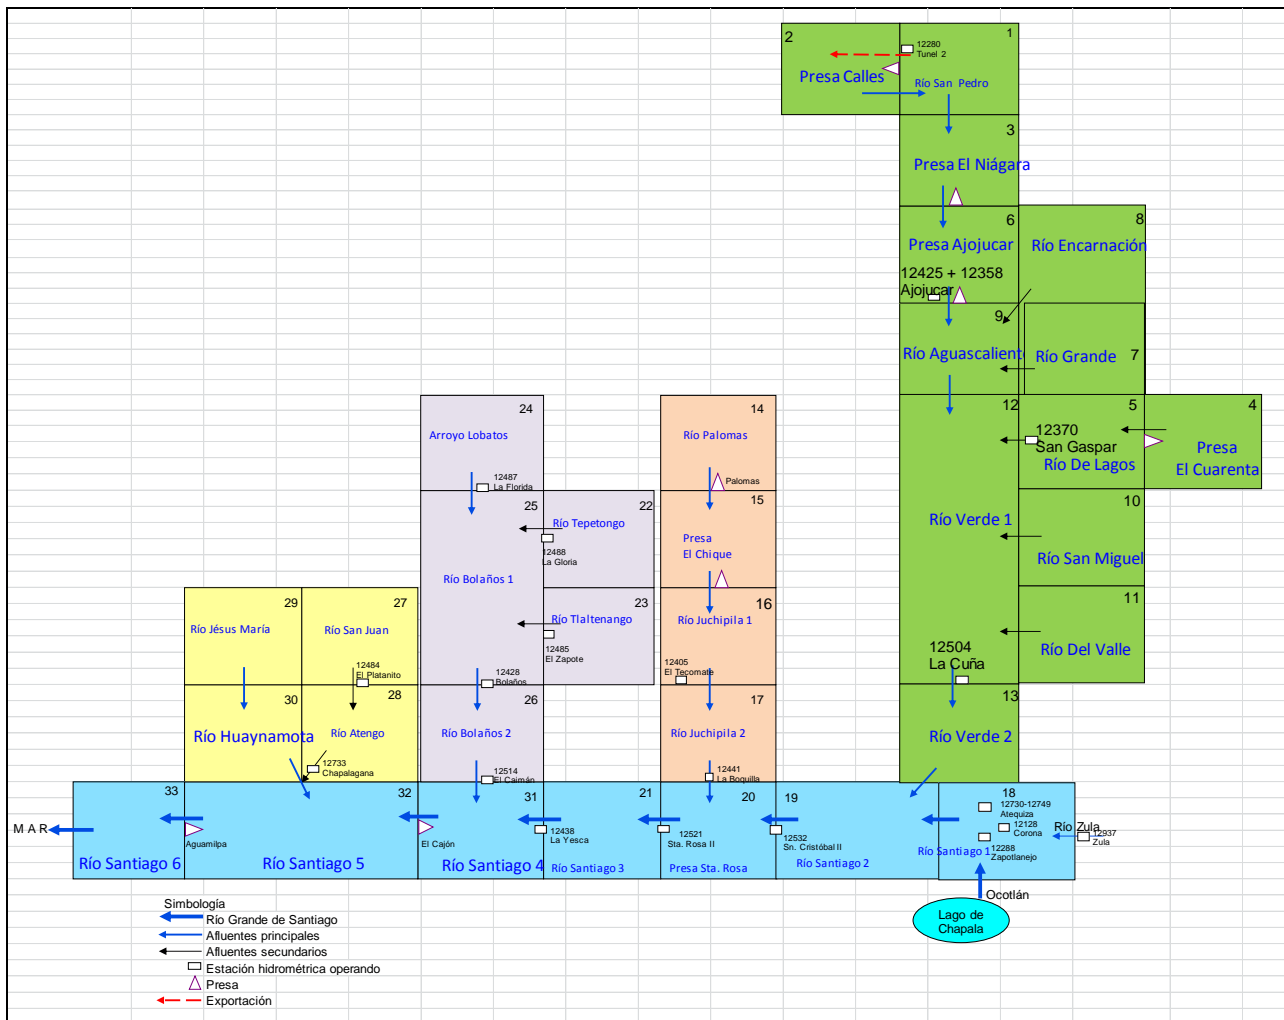 2
1
12280
Tunel 2
Presa Calles
Río San Pedro
3
Presa El Niágara
6
8
Presa Ajojucar
Río Encarnación
12425 + 12358
Ajojucar
9
Río Aguascaliente
Río Grande
7
24
14
12
5
4
12370
San Gaspar
Arroyo Lobatos
Río Palomas
Presa
El Cuarenta
Río De Lagos
12487
La Florida
Palomas
25
22
15
10
Río Tepetongo
Río Verde 1
Presa
El Chique
12488
La Gloria
Río San Miguel
Río Bolaños 1
29
27
23
16
11
Río Jésus María
Río San Juan
Río Tlaltenango
Río Juchipila 1
12485
El Zapote
Río Del Valle
12504
La Cuña
12484
El Platanito
12428
Bolaños
12405
El Tecomate
30
28
26
17
13
Río Huaynamota
Río Atengo
Río Bolaños 2
Río Juchipila 2
Río Verde 2
12733
Chapalagana
12514
El Caimán
12441
La Boquilla
33
32
31
21
20
19
18
12730-12749
Atequiza
M A R
12128
Corona
Río Zula
12937
Zula
Aguamilpa
El Cajón
12438
La Yesca
12521
Sta. Rosa II
12532
Sn. Cristóbal II
12288
Zapotlanejo
Río Santiago 6
Río Santiago 5
Río Santiago 4
Río Santiago 3
Presa Sta. Rosa
Río Santiago 2
Río Santiago 1
Ocotlán
Lago de
Chapala
Simbología
Río Grande de Santiago
Afluentes principales
Afluentes secundarios
Estación hidrométrica operando
Presa
Exportación